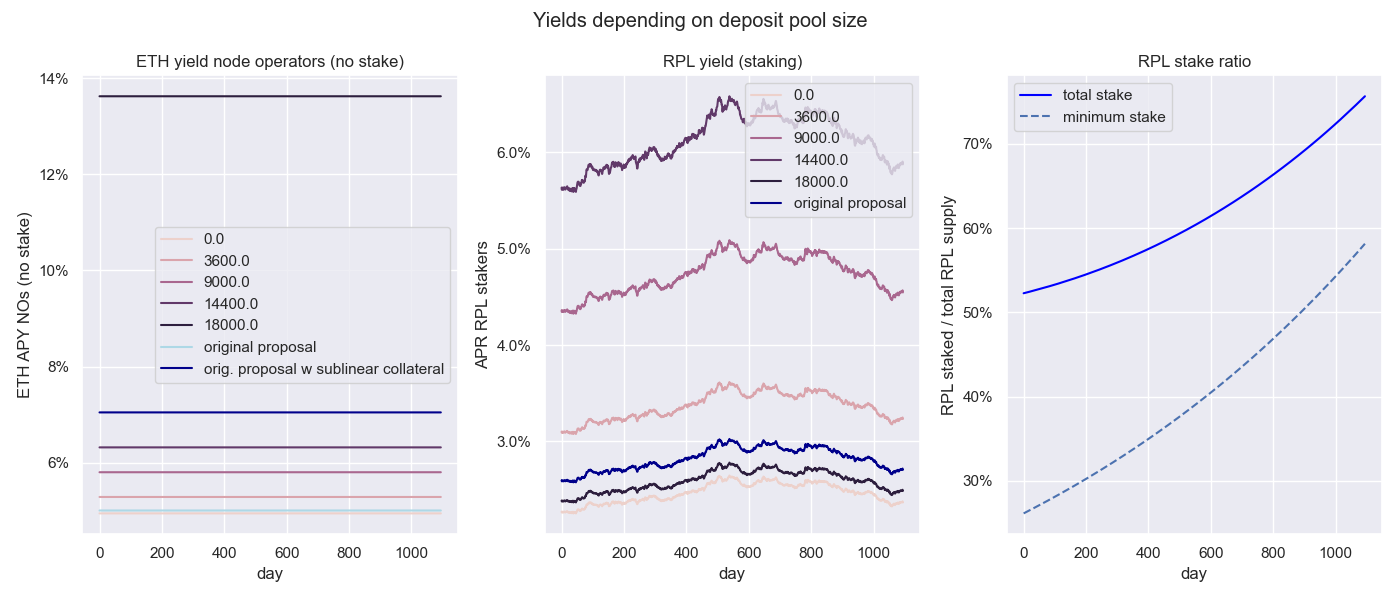 Yields depending on deposit pool size
ETH yield node operators (no stake)
ETH APY NOs (no stake)
14%
12%
10%
8%
6%
0.0
3600.0
9000.0
14400.0
18000.0
original proposal
orig. proposal w sublinear collateral
0 200 400 600 800 1000
day
RPL yield (staking)
APR RPL stakers
6.0%
5.0%
4.0%
3.0%
0.0
3600.0
9000.0
14400.0
18000.0
original proposal
0 200 400 600 800 1000
day
RPL stake ratio
RPL staked / total RPL supply
70%
60%
50%
40%
30%
total stake
minimum stake
0 200 400 600 800 1000
day